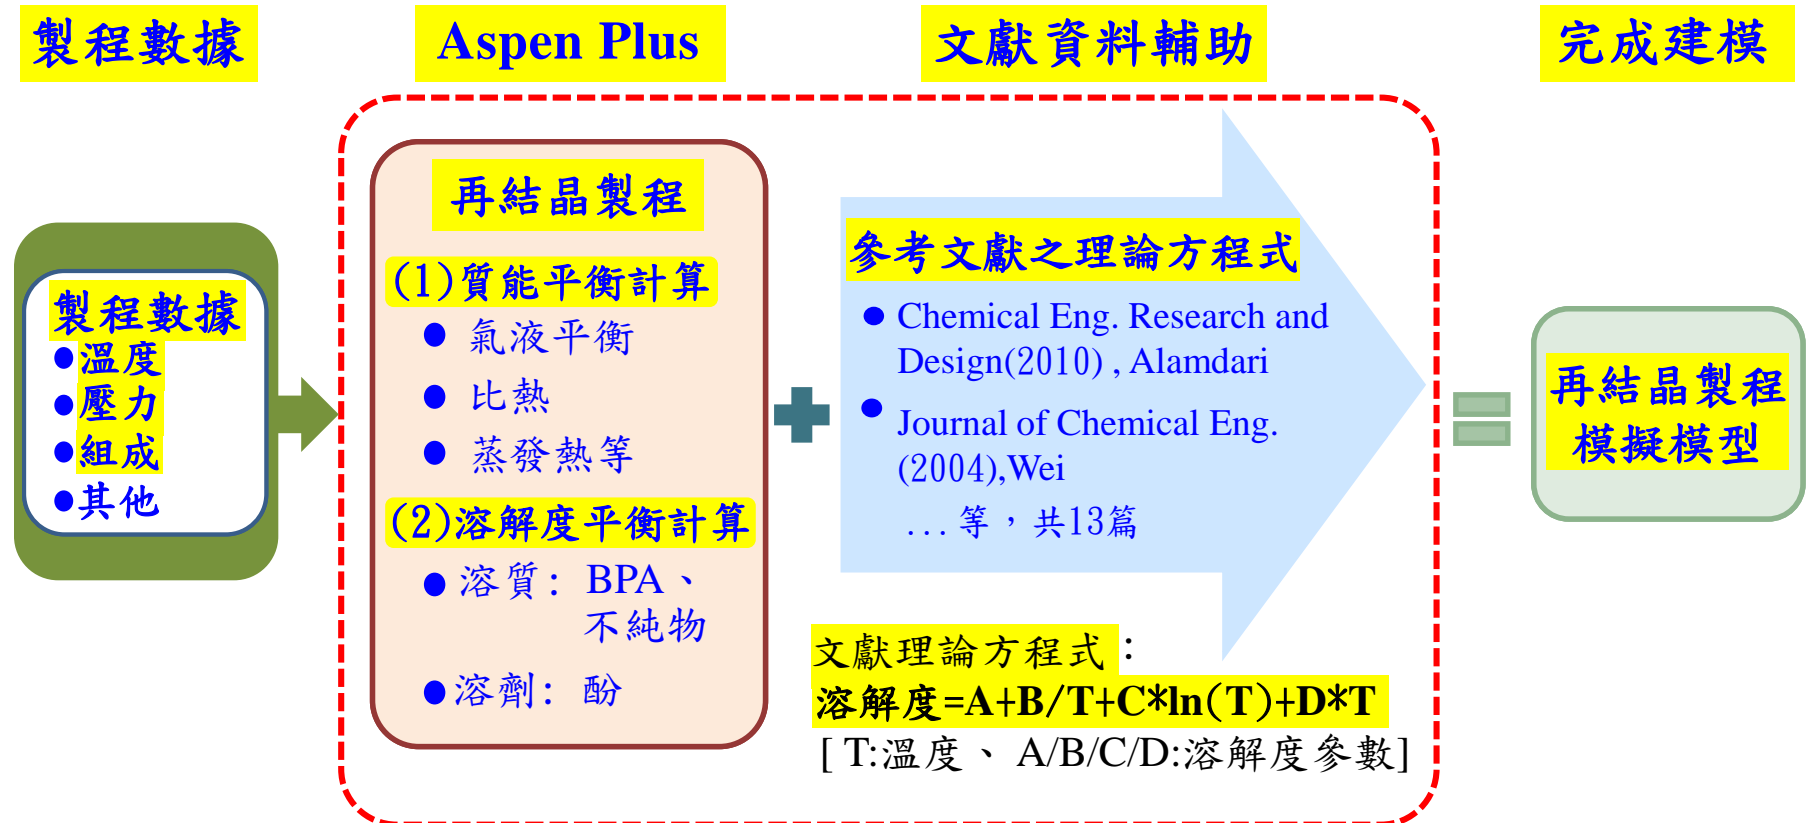 製程數據
Aspen Plus
文獻資料輔助
完成建模
製程數據
●溫度
●壓力
●組成
●其他
再結晶製程
(1)質能平衡計算
● 氣液平衡
● 比熱
● 蒸發熱等
(2)溶解度平衡計算
● 溶質: BPA、
不純物
●溶劑: 酚
參考文獻之理論方程式
● Chemical Eng. Research and
Design(2010) , Alamdari
● Journal of Chemical Eng.
(2004),Wei
...等，共13篇
文獻理論方程式：
溶解度=A+B/T+C*ln(T)+D*T
[ T:溫度、 A/B/C/D:溶解度參數]
再結晶製程
模擬模型